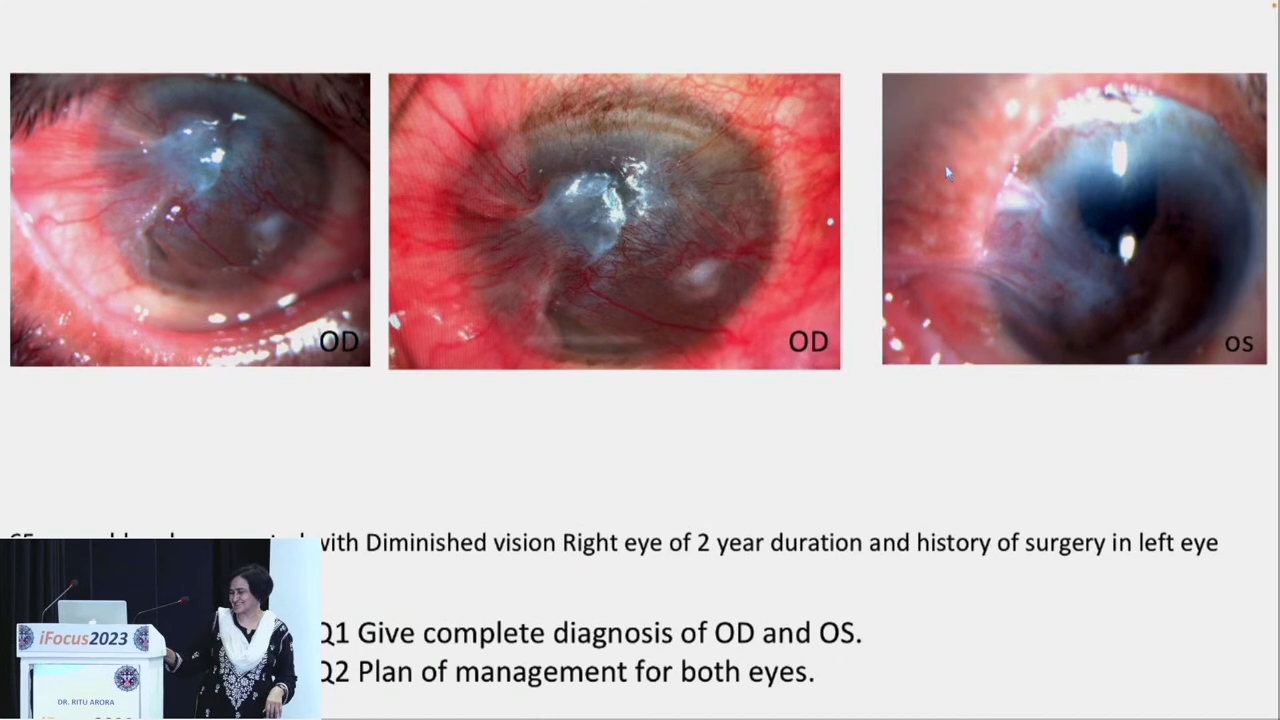 OD
OD
OS
with Diminished vision Right eye of 2 year duration and history of surgery in left eye
Q1 Give complete diagnosis of OD and OS.
Q2 Plan of management for both eyes.
iFocus2023
DR. RITU ARORA